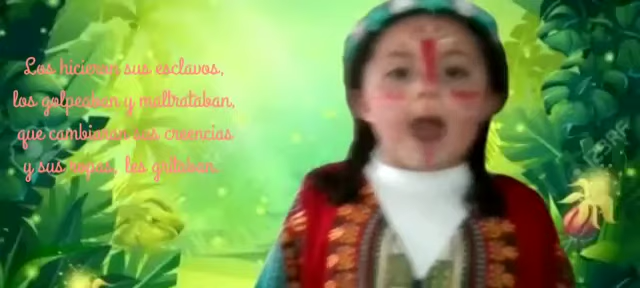 Los hicieron sus esclavos,
los golpeaban y maltrataban,
que cambiaran sus creencias
y sus ropas, les gritaban.